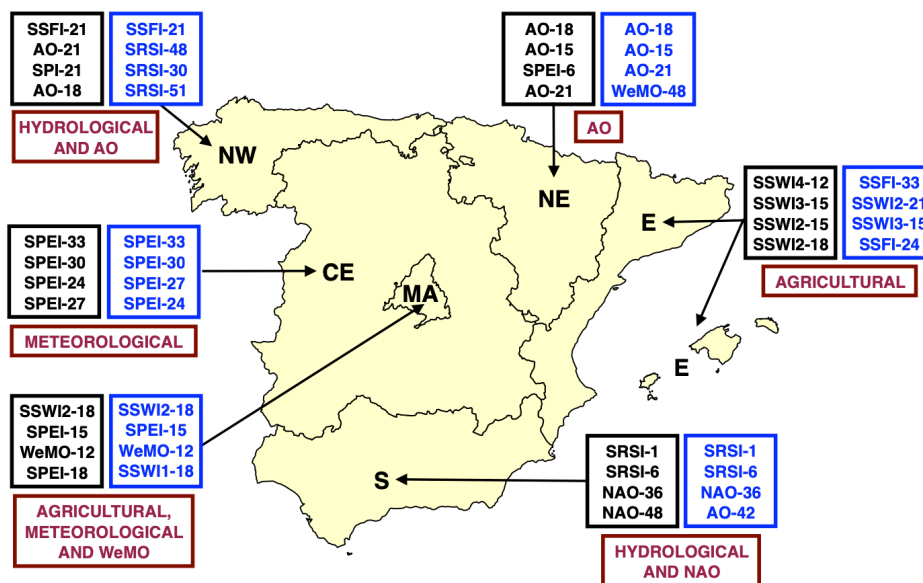 SSFI-21
AO-21
SPI-21
AO-18
SSFI-21
SRSI-48
SRSI-30
SRSI-51
HYDROLOGICAL
AND AO
AO-18
AO-15
SPEI-6
AO-21
AO-18
AO-15
AO-21
WeMO-48
AO
NW
NE
E
SSWI4-12
SSWI3-15
SSWI2-15
SSWI2-18
SSFI-33
SSWI2-21
SSWI3-15
SSFI-24
AGRICULTURAL
SPEI-33
SPEI-30
SPEI-24
SPEI-27
SPEI-33
SPEI-30
SPEI-27
SPEI-24
METEOROLOGICAL
CE
MA
E
SSWI2-18
SPEI-15
WeMO-12
SPEI-18
SSWI2-18
SPEI-15
WeMO-12
SSWI1-18
AGRICULTURAL,
METEOROLOGICAL
AND WeMO
S
SRSI-1
SRSI-6
NAO-36
NAO-48
SRSI-1
SRSI-6
NAO-36
AO-42
HYDROLOGICAL
AND NAO